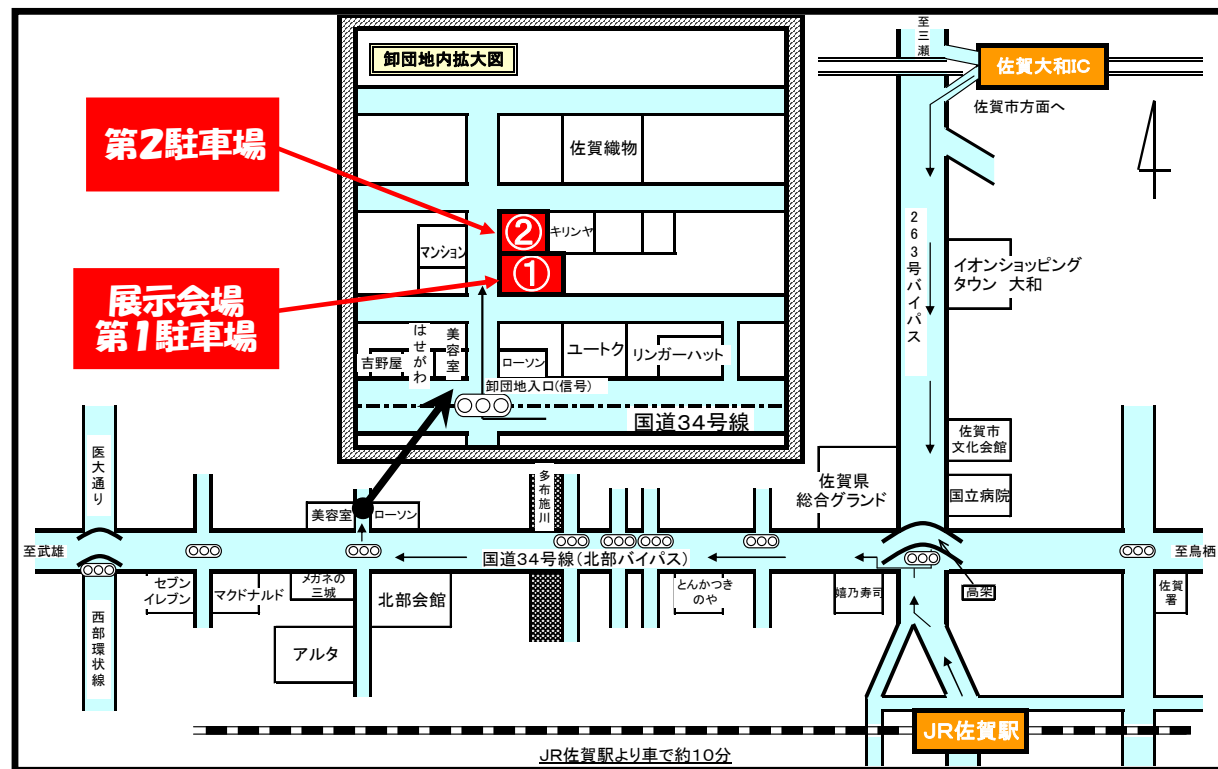 卸団地内拡大図
至三瀬
佐賀大和IC
佐賀市方面へ
第2駐車場
佐賀織物
②
キリンヤ
マンション
①
展示会場
第1駐車場
263号バイパス
イオンショッピング
タウン 大和
吉野屋
はせがわ
美容室
ローソン
ユートク
リンガーハット
卸団地入口(信号)
国道34号線
医大通り
美容室
ローソン
多布施川
佐賀県
総合グランド
佐賀市
文化会館
国立病院
至武雄
国道34号線(北部バイパス)
至鳥栖
セブン
イレブン
マクドナルド
メガネの
三城
北部会館
とんかつき
のや
嬉乃寿司
高架
佐賀署
西部環状線
アルタ
JR佐賀駅
JR佐賀駅より車で約10分